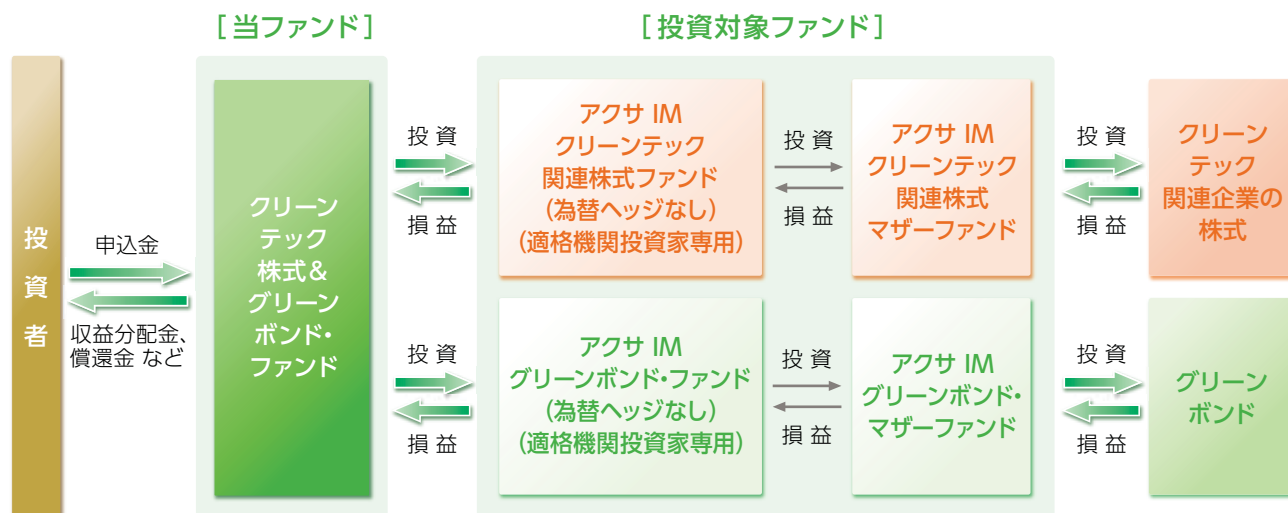 [当ファンド]
[投資対象ファンド]
投資者
申込金
収益分配金、
償還金 など
クリーン
テック
株式&
グリーン
ボンド・
ファンド
投資
損益
アクサ IM
クリーンテック
関連株式ファンド
(為替ヘッジなし)
(適格機関投資家専用)
投資
損益
アクサ IM
クリーンテック
関連株式
マザーファンド
投資
損益
クリーン
テック
関連企業の
株式
投資
損益
アクサ IM
グリーンボンド・ファンド
(為替ヘッジなし)
(適格機関投資家専用)
投資
損益
アクサ IM
グリーンボンド・
マザーファンド
投資
損益
グリーン
ボンド